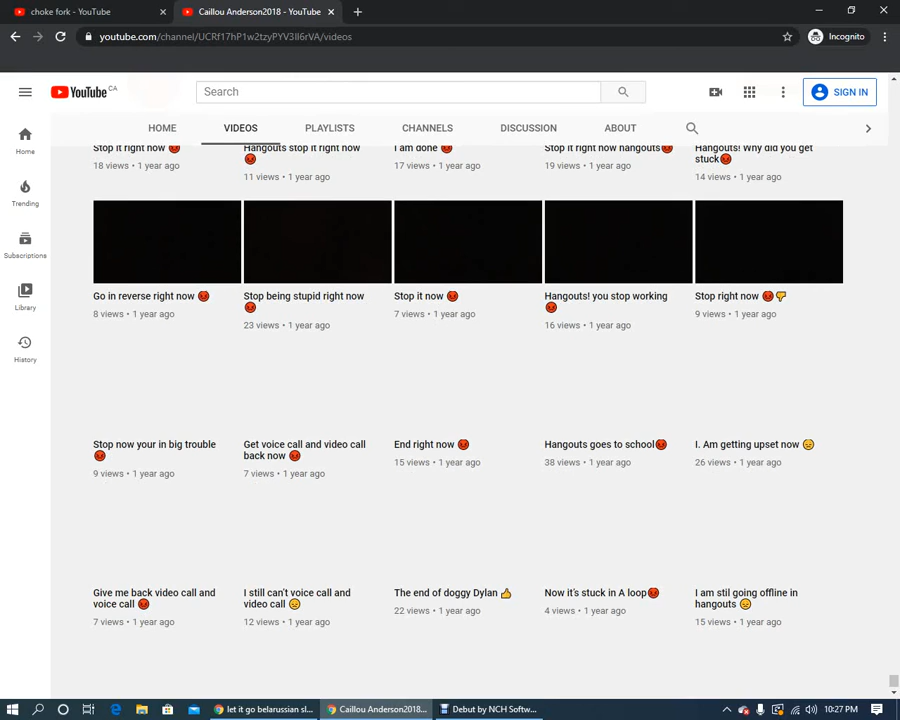 choke fork - YouTube
Caillou Anderson2018 - YouTube
youtube.com/channel/UCRf17hP1w2tzyPYV3Il6rVA/videos
Incognito
YouTube CA
Search
SIGN IN
HOME VIDEOS PLAYLISTS CHANNELS DISCUSSION ABOUT
Home
Trending
Subscriptions
Library
History
Stop it right now 😡
18 views • 1 year ago
Hangouts stop it right now
😡
11 views • 1 year ago
I am done 😡
17 views • 1 year ago
Stop it right now hangouts😡
19 views • 1 year ago
Hangouts! Why did you get
stuck😡
14 views • 1 year ago
Go in reverse right now 😡
8 views • 1 year ago
Stop being stupid right now
😡
23 views • 1 year ago
Stop it now 😡
7 views • 1 year ago
Hangouts! you stop working
😡
16 views • 1 year ago
Stop right now 😡👎
9 views • 1 year ago
Stop now your in big trouble
😡
9 views • 1 year ago
Get voice call and video call
back now 😡
7 views • 1 year ago
End right now 😡
15 views • 1 year ago
Hangouts goes to school😡
38 views • 1 year ago
I. Am getting upset now 😑
26 views • 1 year ago
Give me back video call and
voice call 😡
7 views • 1 year ago
I still can't voice call and
video call 😑
12 views • 1 year ago
The end of doggy Dylan 👍
22 views • 1 year ago
Now it's stuck in A loop😡
4 views • 1 year ago
I am stil going offline in
hangouts 😑
15 views • 1 year ago
let it go belarussian sl...
Caillou Anderson2018...
Debut by NCH Softw...
10:27 PM